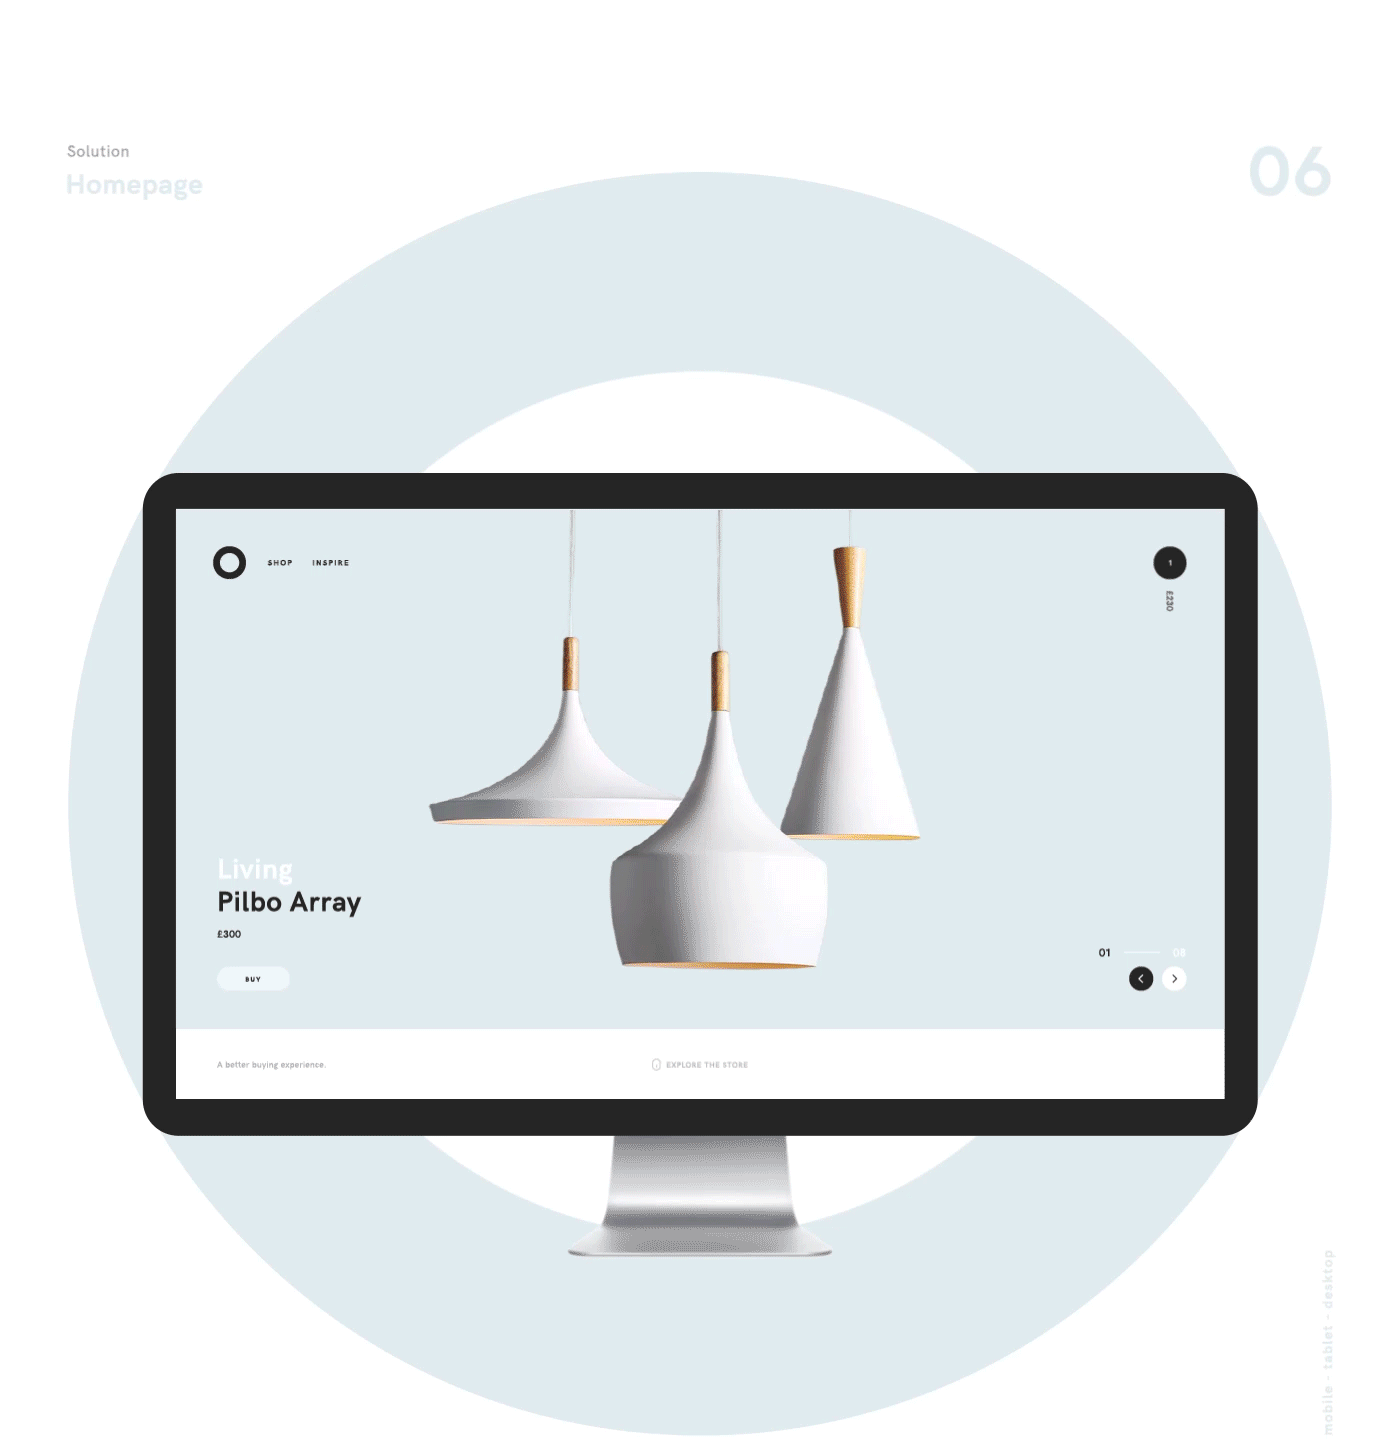 Solution
Homepage
06
SHOP INSPIRE
1
£230
Living
Pilbo Array
£300
BUY
01 08
A better buying experience.
EXPLORE THE STORE
mobile - tablet - desktop